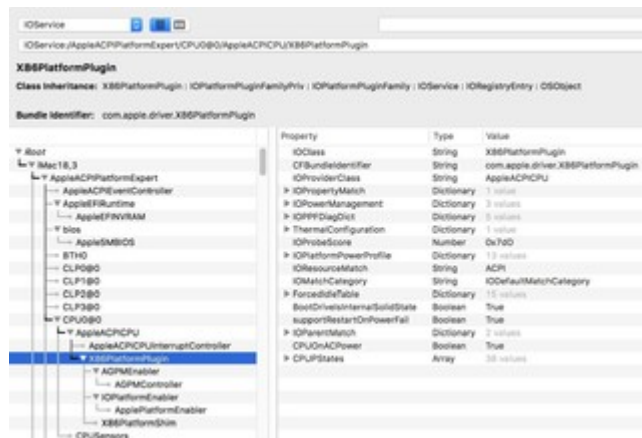 IOService
IOService:/AppleACPIPlatformExpert/CPU0@0/AppleACPICPU/X86PlatformPlugin
X86PlatformPlugin
Class Inheritance: X86PlatformPlugin : IOPlatformPluginFamilyPriv : IOPlatformPluginFamily : IOService : IORegistryEntry : OSObject
Bundle Identifier: com.apple.driver.X86PlatformPlugin
Root
iMac18,3
AppleACPIPlatformExpert
AppleACPIEventController
AppleEFIRuntime
AppleEFINVRAM
bios
AppleSMBIOS
BTH0
CLP0@0
CLP1@0
CLP2@0
CLP3@0
CPU0@0
AppleACPICPU
AppleACPICPUInterruptController
X86PlatformPlugin
AGPMEnabler
AGPMController
IOPlatformEnabler
ApplePlatformEnabler
X86PlatformShim
CPUSensors
Property Type Value
IOClass String X86PlatformPlugin
CFBundleIdentifier String com.apple.driver.X86PlatformPlugin
IOProviderClass String AppleACPICPU
IOPropertyMatch Dictionary 1 value
IOPowerManagement Dictionary 3 values
IOPPFDiagDict Dictionary 5 values
ThermalConfiguration Dictionary 1 value
IOProbeScore Number 0x7d0
IOPlatformPowerProfile Dictionary 13 values
IOResourceMatch String ACPI
IOMatchCategory String IODefaultMatchCategory
ForcedIdleTable Dictionary 15 values
BootDriveIsInternalSolidState Boolean True
supportRestartOnPowerFail Boolean True
IOParentMatch Dictionary 2 values
CPUOnACPower Boolean True
CPUPStates Array 38 values